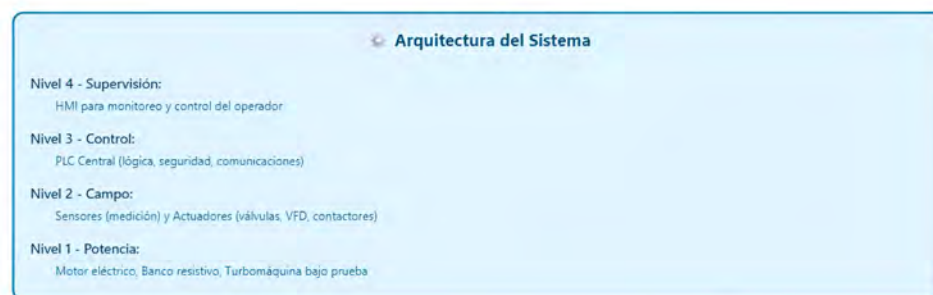 Arquitectura del Sistema
Nivel 4 - Supervisión:
HMI para monitoreo y control del operador
Nivel 3 - Control:
PLC Central (lógica, seguridad, comunicaciones)
Nivel 2 - Campo:
Sensores (medición) y Actuadores (válvulas, VFD, contactores)
Nivel 1 - Potencia:
Motor eléctrico, Banco resistivo, Turbomáquina bajo prueba